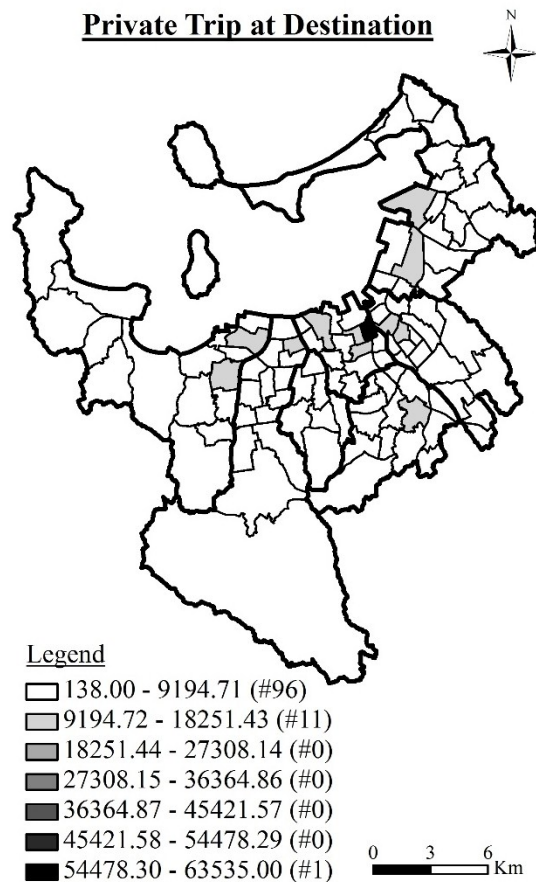 Private Trip at Destination
N
Legend
138.00 - 9194.71 (#96)
9194.72 - 18251.43 (#11)
18251.44 - 27308.14 (#0)
27308.15 - 36364.86 (#0)
36364.87 - 45421.57 (#0)
45421.58 - 54478.29 (#0)
54478.30 - 63535.00 (#1)
0 3 6
Km